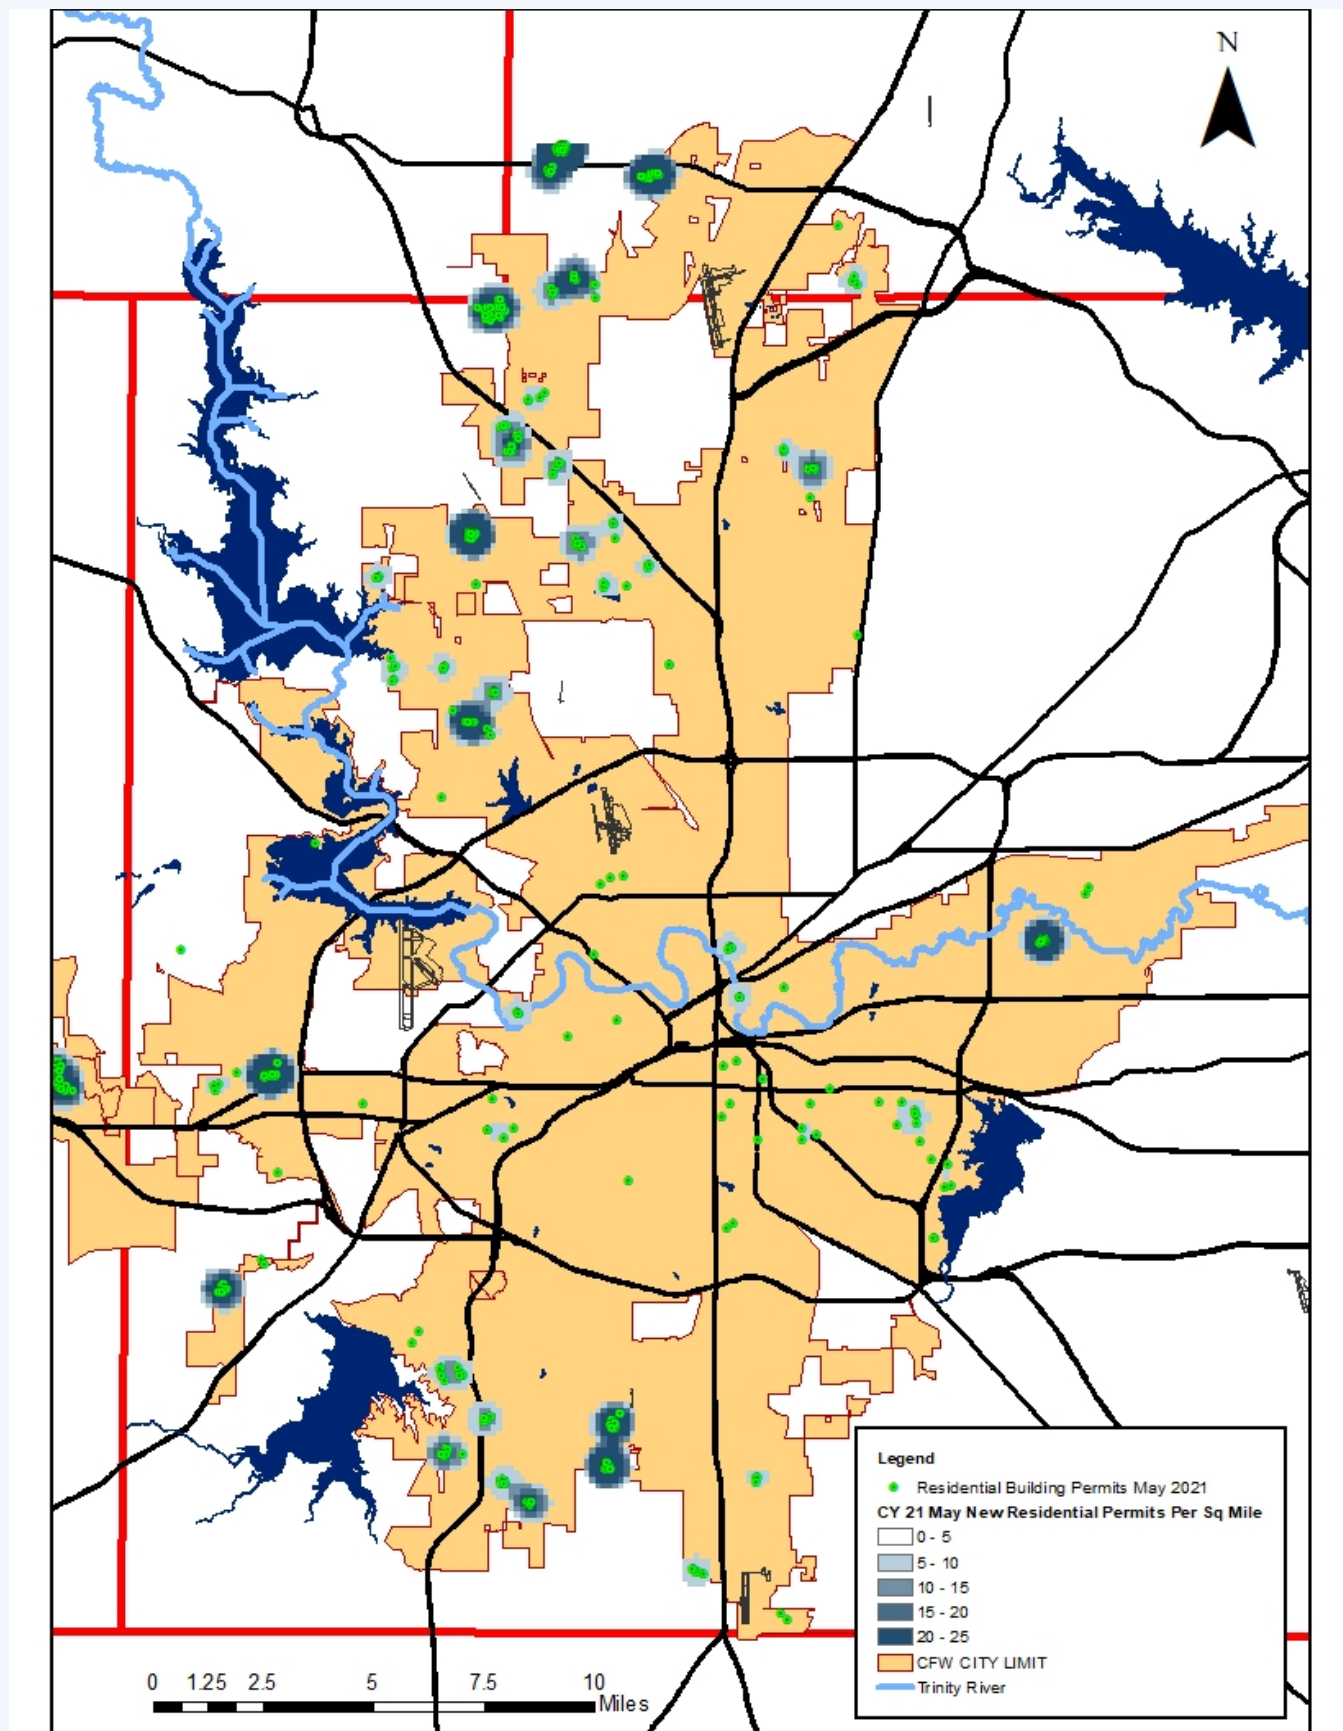 N
Legend
Residential Building Permits May 2021
CY 21 May New Residential Permits Per Sq Mile
0 - 5
5 - 10
10 - 15
15 - 20
20 - 25
CFW CITY LIMIT
Trinity River
0 1.25 2.5 5 7.5 10
Miles